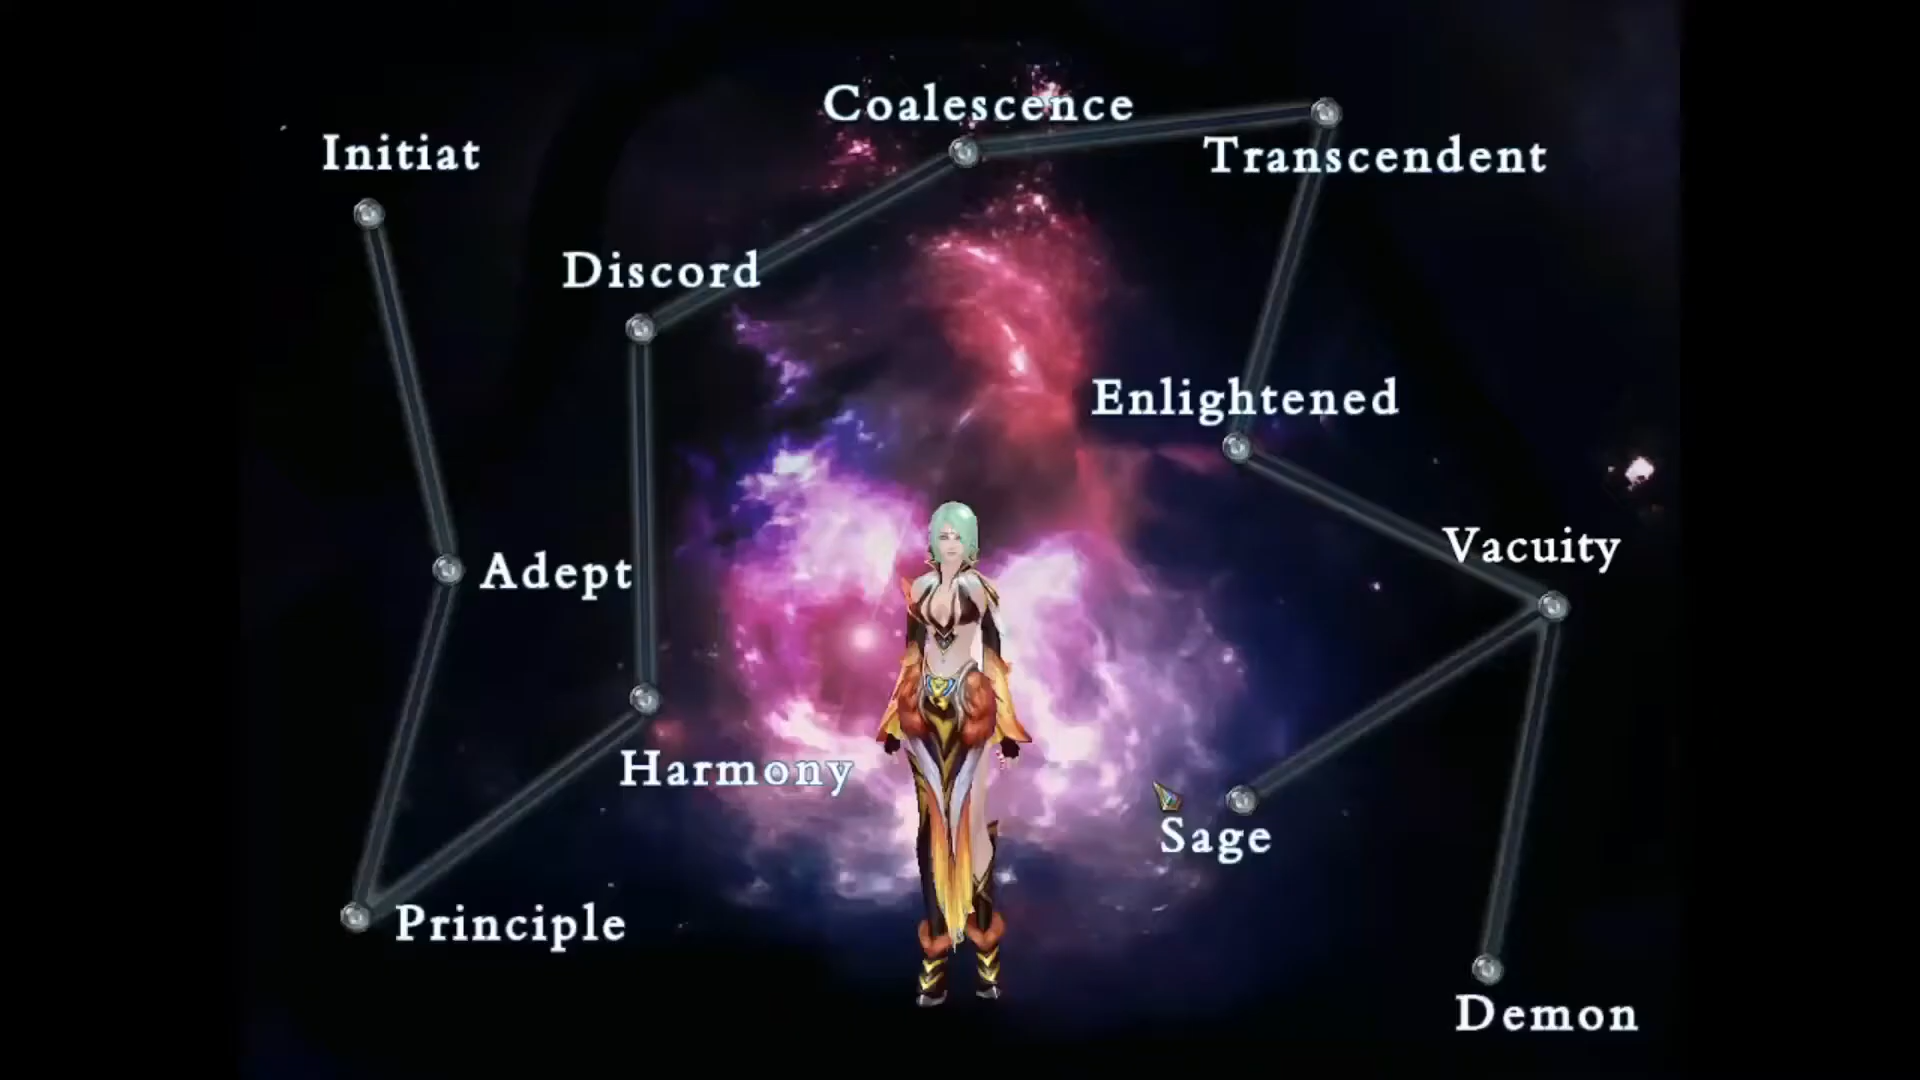 Coalescence
Initiat
Transcendent
Discord
Enlightened
Vacuity
Adept
Harmony
Sage
Principle
Demon